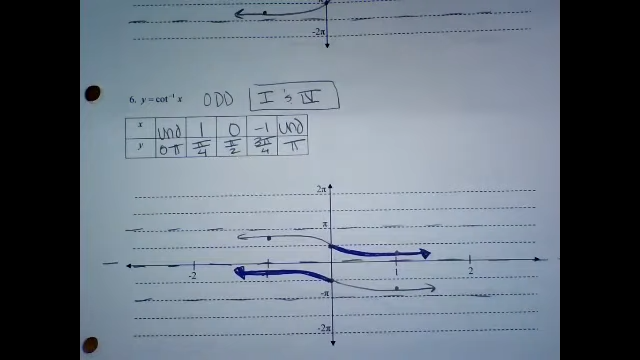 -2π
6. y = cot⁻¹ x ODD I & IV
x und 1 0 -1 und
y 0π π/4 π/2 3π/4 π
2π
π
-2 1 2
-π
-2π